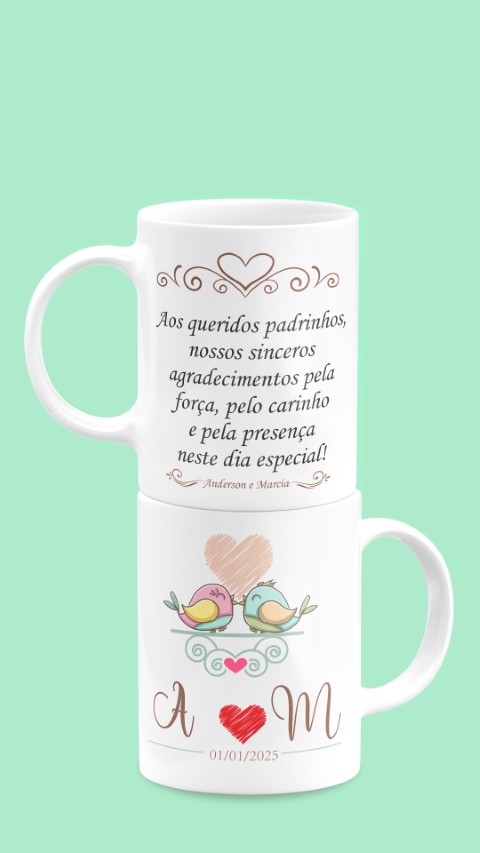 Aos queridos padrinhos,
nossos sinceros
agradecimentos pela
força, pelo carinho
e pela presença
neste dia especial!
Anderson e Marcia
A M
01/01/2025